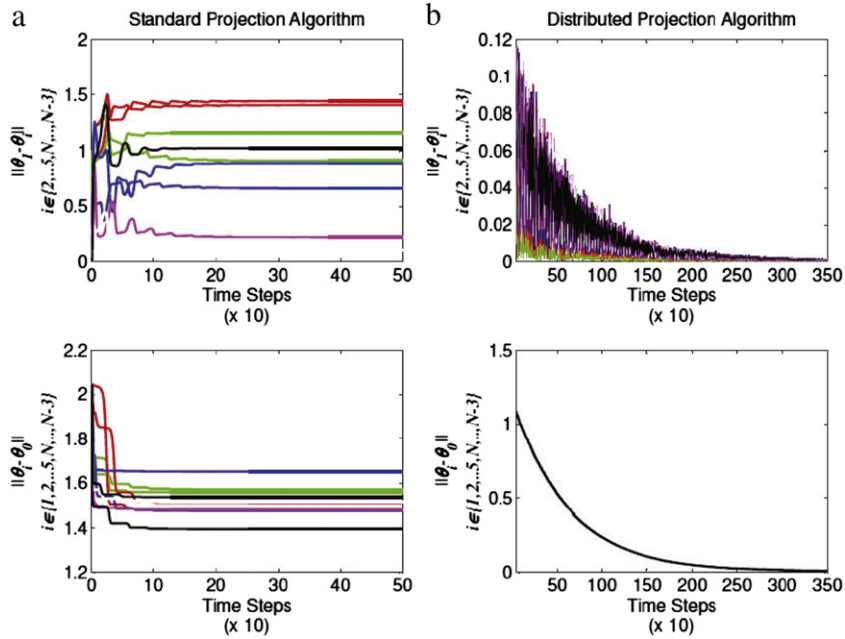 a
Standard Projection Algorithm
||θ₁-θᵢ||
i∈{2,...5,N,...,N-3}
2
1.5
1
0.5
0
0 10 20 30 40 50
Time Steps
(x 10)
b
Distributed Projection Algorithm
||θ₁-θᵢ||
i∈{2,...5,N,...,N-3}
0.12
0.1
0.08
0.06
0.04
0.02
0
50 100 150 200 250 300 350
Time Steps
(x 10)
||θᵢ-θ₀||
i∈{1,2,...5,N,...,N-3}
2.2
2
1.8
1.6
1.4
1.2
0 10 20 30 40 50
Time Steps
(x 10)
||θᵢ-θ₀||
i∈{1,2,...5,N,...,N-3}
1.5
1
0.5
0
50 100 150 200 250 300 350
Time Steps
(x 10)